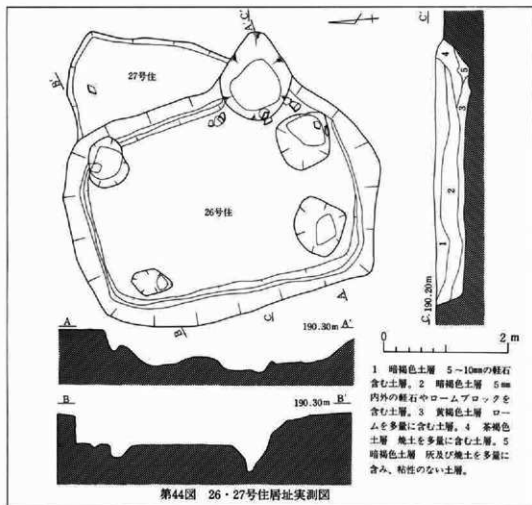 A'C'
C'
27号住
B'
26号住
4
5
3
2
1
A
C
B
190.20m
C
A
190.30m A'
B
190.30m B'
0
2 m
1 暗褐色土層 5～10mmの軽石
含む土層。2 暗褐色土層 5mm
内外の軽石やロームブロックを
含む土層。3 黄褐色土層 ロー
ムを多量に含む土層。4 茶褐色
土層 焼土を多量に含む土層。5
暗褐色土層 灰及び焼土を多量に
含み、粘性のない土層。
第44図 26・27号住居址実測図